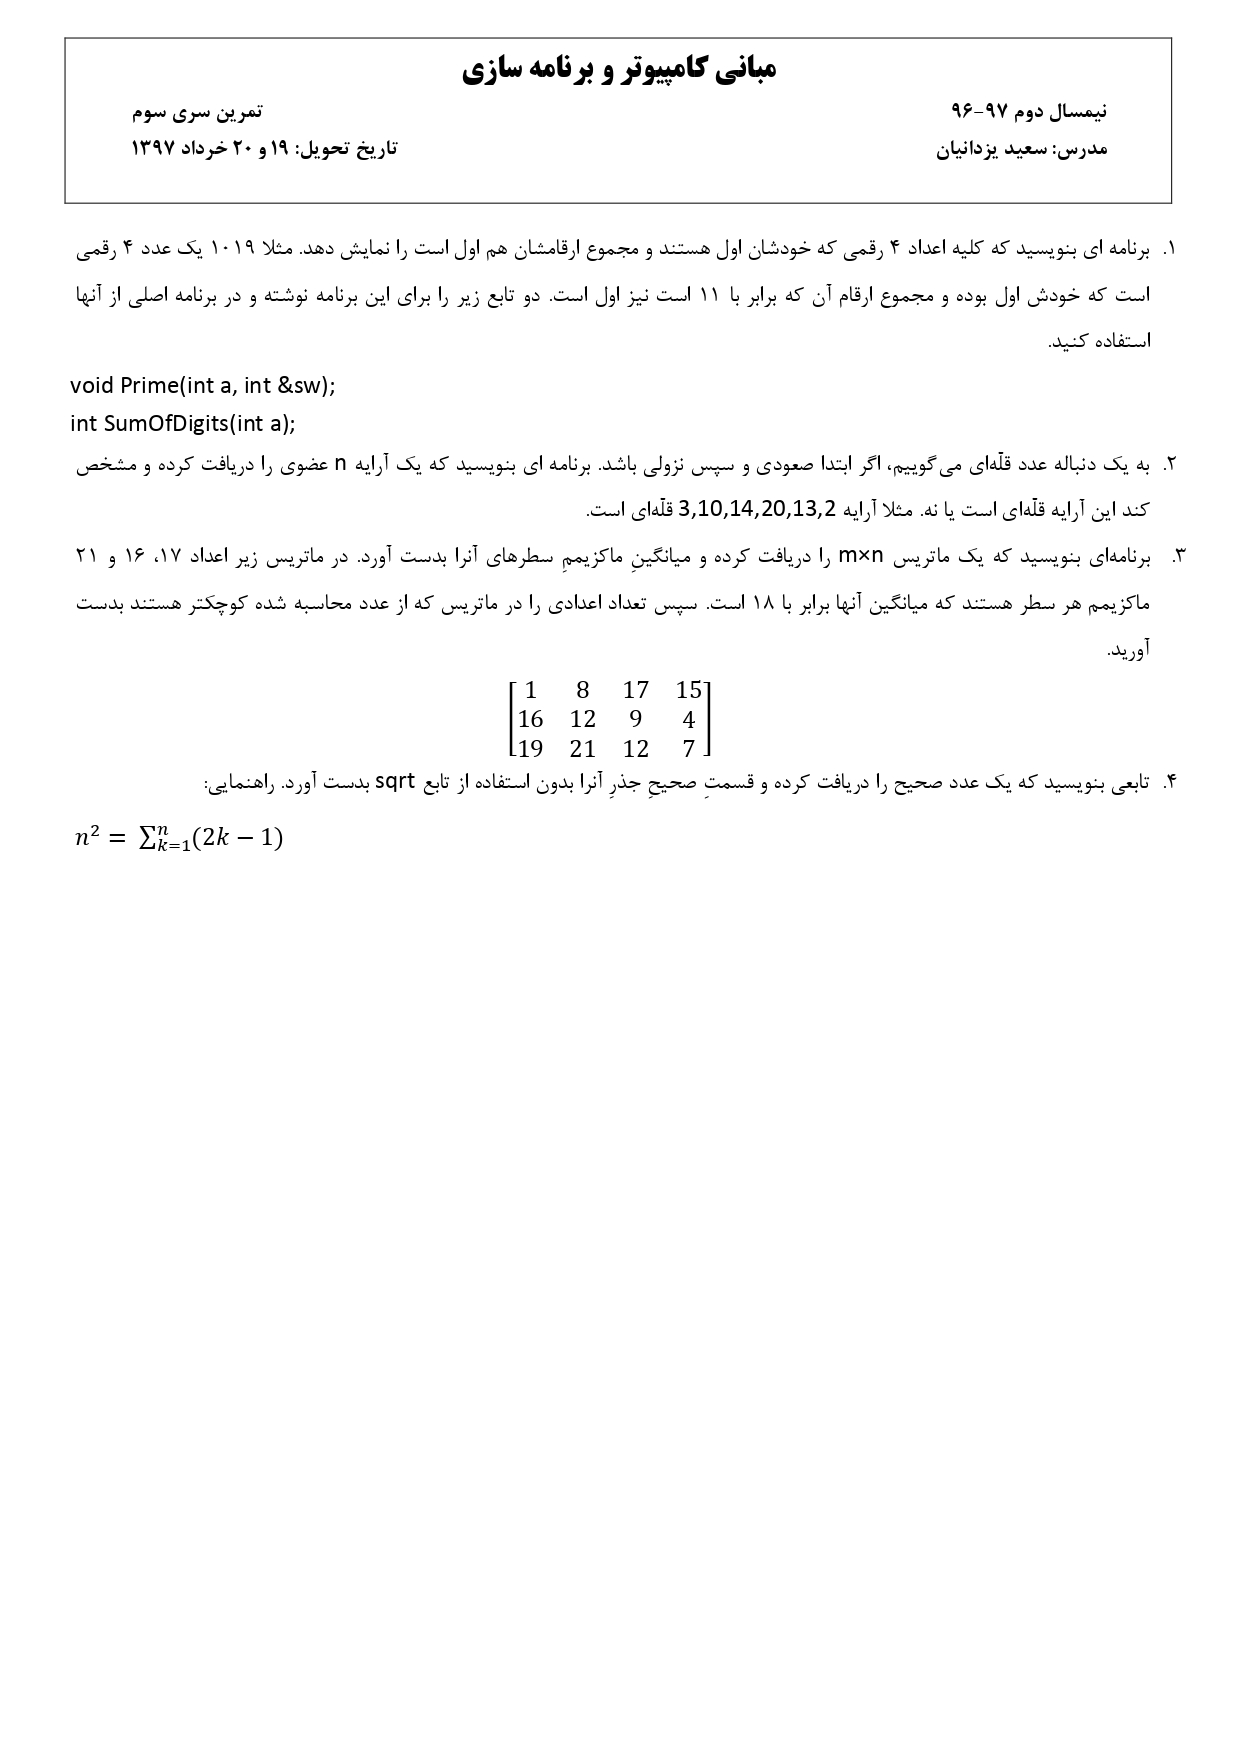 مبانی کامپیوتر و برنامه سازی
نیمسال دوم ۹۷-۹۶ تمرین سری سوم
مدرس: سعید یزدانیان تاریخ تحویل: ۱۹ و ۲۰ خرداد ۱۳۹۷
۱. برنامه ای بنویسید که کلیه اعداد ۴ رقمی که خودشان اول هستند و مجموع ارقامشان هم اول است را نمایش دهد. مثلا ۱۰۱۹ یک عدد ۴ رقمی
است که خودش اول بوده و مجموع ارقام آن که برابر با ۱۱ است نیز اول است. دو تابع زیر را برای این برنامه نوشته و در برنامه اصلی از آنها
استفاده کنید.
void Prime(int a, int &sw);
int SumOfDigits(int a);
۲. به یک دنباله عدد قلّه‌ای می‌گوییم، اگر ابتدا صعودی و سپس نزولی باشد. برنامه ای بنویسید که یک آرایه n عضوی را دریافت کرده و مشخص
کند این آرایه قلّه‌ای است یا نه. مثلا آرایه 3,10,14,20,13,2 قلّه‌ای است.
۳. برنامه‌ای بنویسید که یک ماتریس m×n را دریافت کرده و میانگینِ ماکزیممِ سطرهای آنرا بدست آورد. در ماتریس زیر اعداد ۱۷، ۱۶ و ۲۱
ماکزیمم هر سطر هستند که میانگین آنها برابر با ۱۸ است. سپس تعداد اعدادی را در ماتریس که از عدد محاسبه شده کوچکتر هستند بدست
آورید.
1 8 17 15
16 12 9 4
19 21 12 7
۴. تابعی بنویسید که یک عدد صحیح را دریافت کرده و قسمتِ صحیحِ جذرِ آنرا بدون استفاده از تابع sqrt بدست آورد. راهنمایی:
n² = ∑ⁿₖ₌₁(2k − 1)